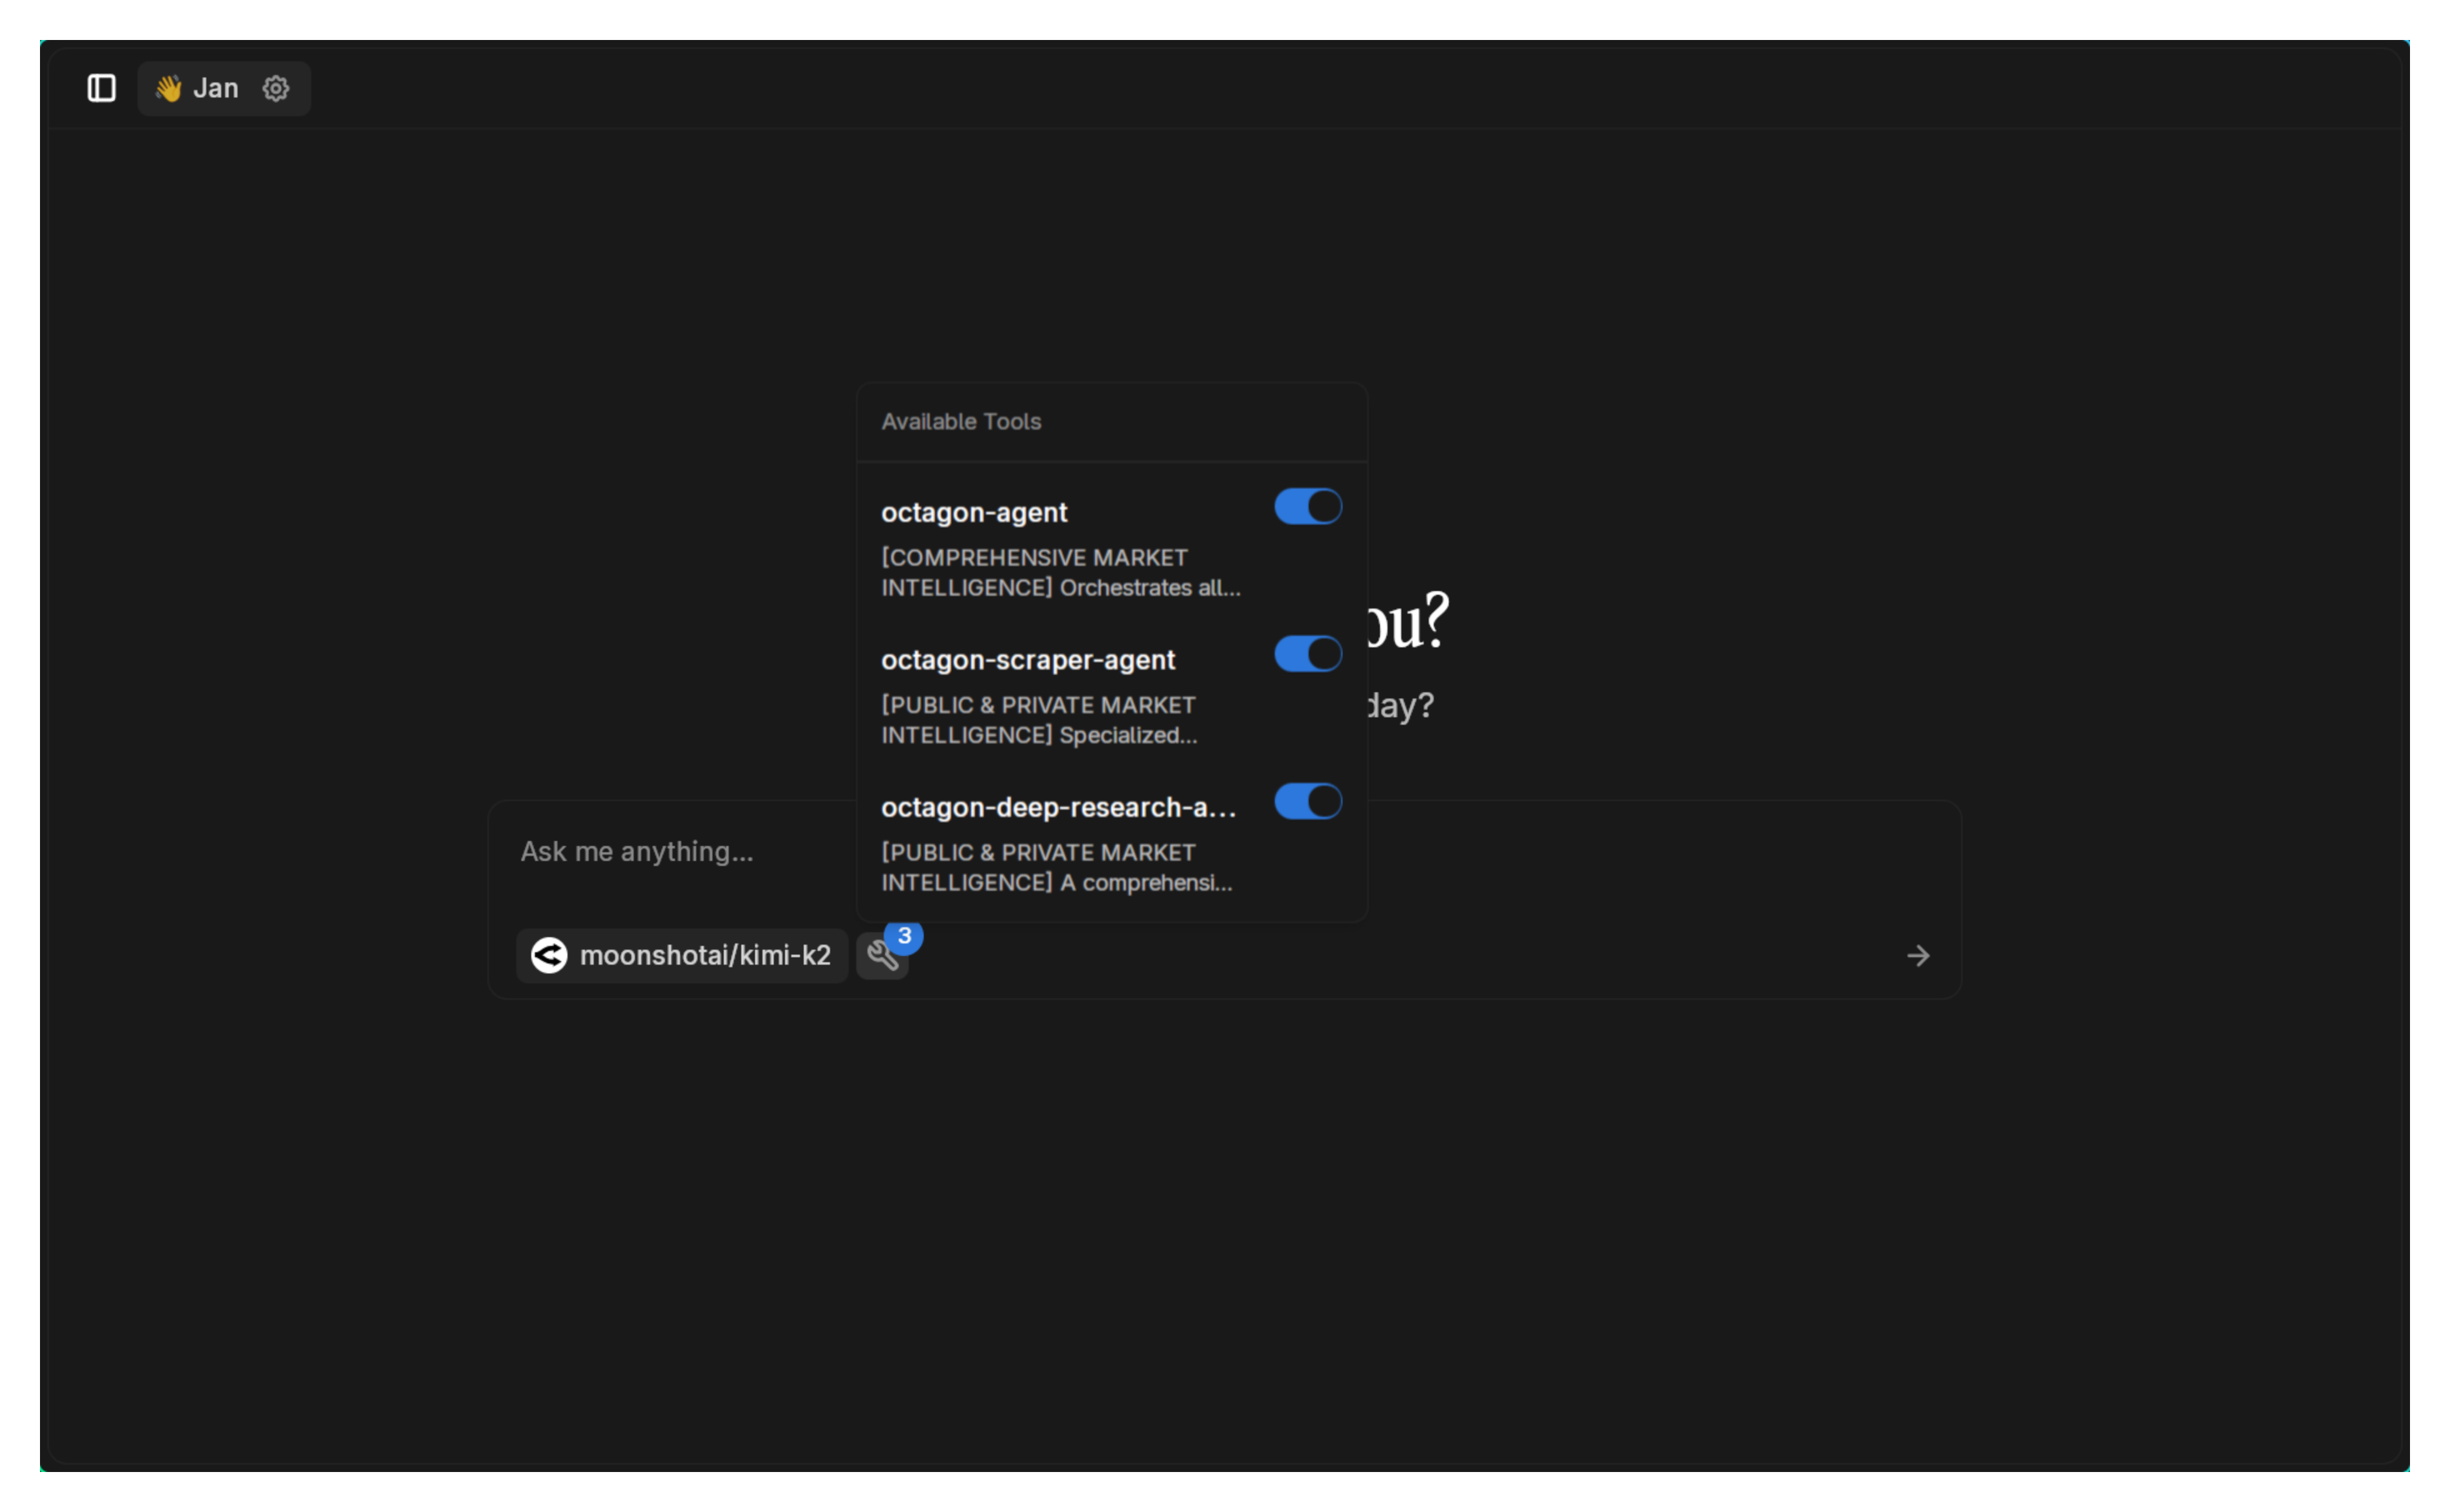 👋 Jan
Available Tools
octagon-agent
[COMPREHENSIVE MARKET
INTELLIGENCE] Orchestrates all...
octagon-scraper-agent
[PUBLIC & PRIVATE MARKET
INTELLIGENCE] Specialized...
octagon-deep-research-a...
[PUBLIC & PRIVATE MARKET
INTELLIGENCE] A comprehensi...
ou?
day?
Ask me anything...
moonshotai/kimi-k2
3